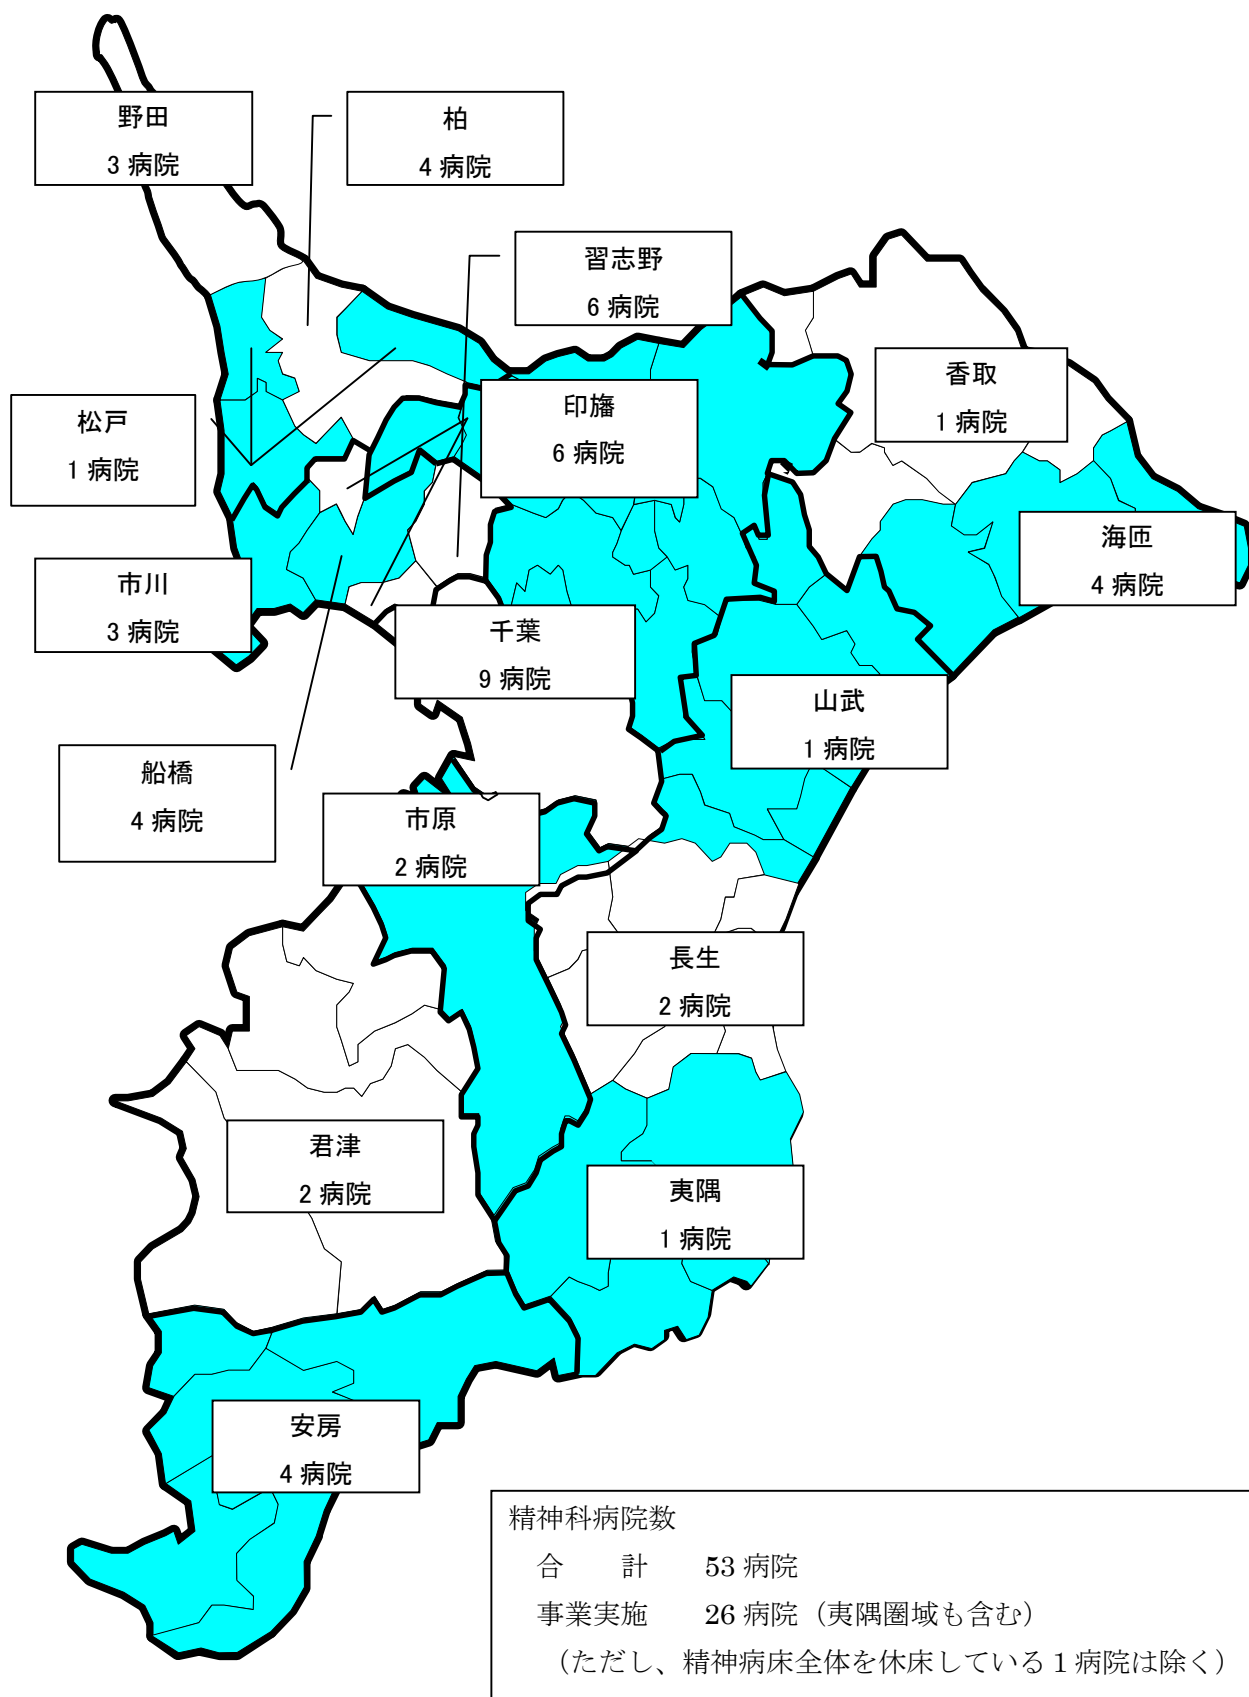 野田
3 病院
柏
4 病院
習志野
6 病院
香取
1 病院
松戸
1 病院
印旛
6 病院
海匝
4 病院
市川
3 病院
千葉
9 病院
山武
1 病院
船橋
4 病院
市原
2 病院
長生
2 病院
君津
2 病院
夷隅
1 病院
安房
4 病院
精神科病院数
合　計　53 病院
事業実施　26 病院（夷隅圏域も含む）
（ただし、精神病床全体を休床している１病院は除く）